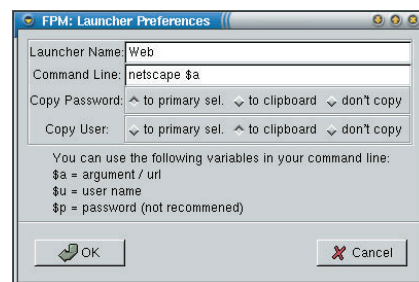 FPM: Launcher Preferences
Launcher Name: Web
Command Line: netscape $a
Copy Password: to primary sel. to clipboard don't copy
Copy User: to primary sel. to clipboard don't copy
You can use the following variables in your command line:
$a = argument / url
$u = user name
$p = password (not recommened)
OK Cancel